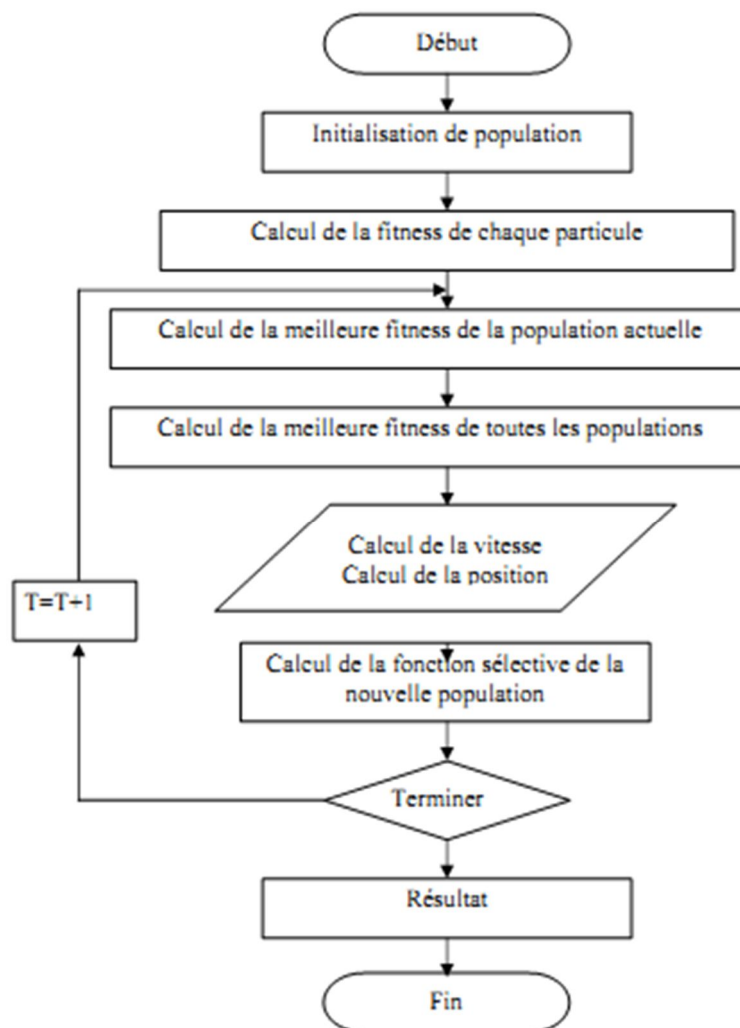 Début
Initialisation de population
Calcul de la fitness de chaque particule
Calcul de la meilleure fitness de la population actuelle
Calcul de la meilleure fitness de toutes les populations
Calcul de la vitesse
Calcul de la position
T=T+1
Calcul de la fonction sélective de la
nouvelle population
Terminer
Résultat
Fin